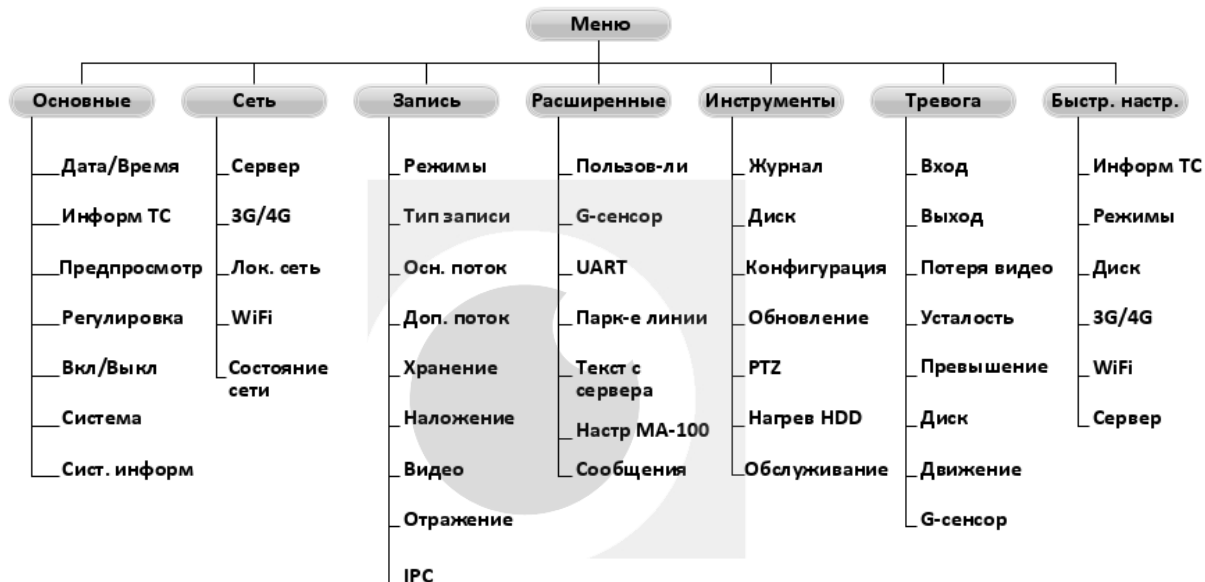 Меню
Основные
Сеть
Запись
Расширенные
Инструменты
Тревога
Быстр. настр.
Дата/Время
Информ ТС
Предпросмотр
Регулировка
Вкл/Выкл
Система
Сист. информ
Сервер
3G/4G
Лок. сеть
WiFi
Состояние
сети
Режимы
Тип записи
Осн. поток
Доп. поток
Хранение
Наложение
Видео
Отражение
IPC
Пользов-ли
G-сенсор
UART
Парк-е линии
Текст с
сервера
Настр МА-100
Сообщения
Журнал
Диск
Конфигурация
Обновление
PTZ
Нагрев HDD
Обслуживание
Вход
Выход
Потеря видео
Усталость
Превышение
Диск
Движение
G-сенсор
Информ ТС
Режимы
Диск
3G/4G
WiFi
Сервер